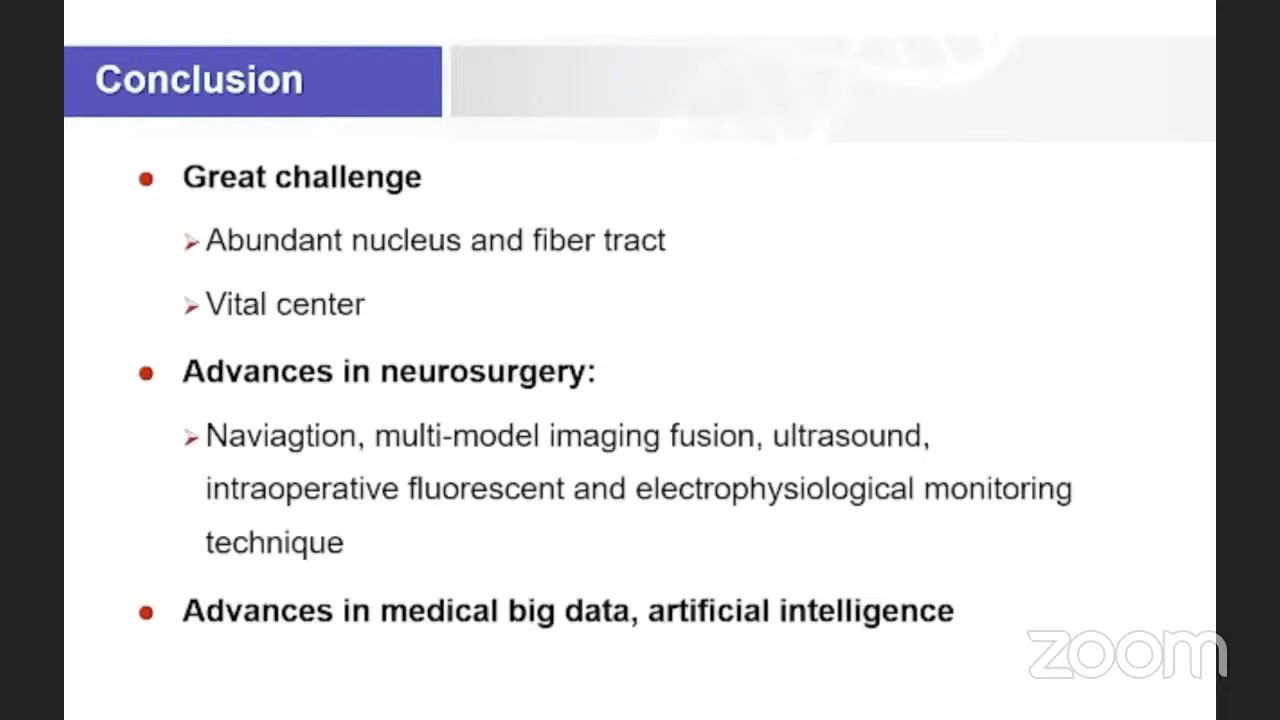 Conclusion
Great challenge
Abundant nucleus and fiber tract
Vital center
Advances in neurosurgery:
Naviagtion, multi-model imaging fusion, ultrasound,
intraoperative fluorescent and electrophysiological monitoring
technique
Advances in medical big data, artificial intelligence
zoom